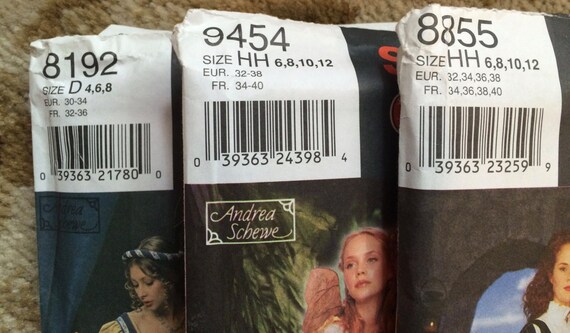 8192
SIZE D 4,6,8
EUR. 30-34
FR. 32-36
0 39363 21780 0
9454
SIZE HH 6,8,10,12
EUR. 32-38
FR. 34-40
0 39363 24398 4
Andrea
Schewe
8855
SIZE HH 6,8,10,12
EUR. 32,34,36,38
FR. 34,36,38,40
0 39363 23259 9